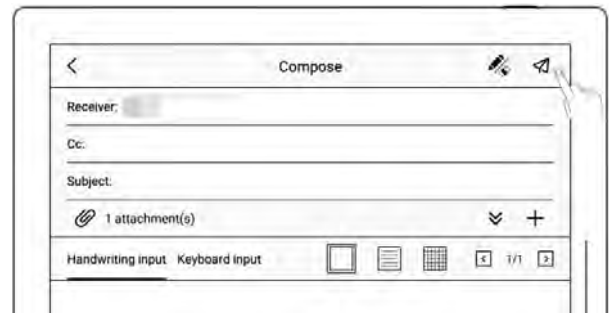 Compose
Receiver:
Cc:
Subject:
1 attachment(s)
Handwriting input Keyboard input 1/1